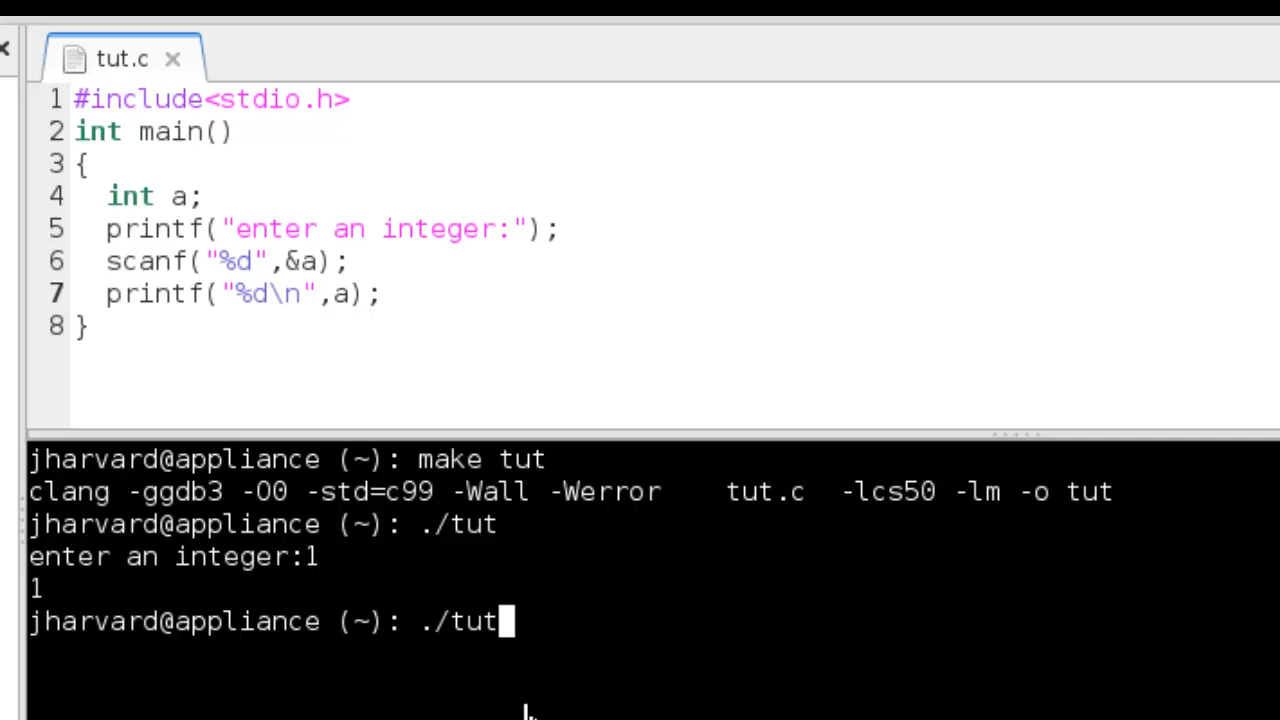 tut.c
1 #include<stdio.h>
2 int main()
3 {
4   int a;
5   printf("enter an integer:");
6   scanf("%d",&a);
7   printf("%d\n",a);
8 }
jharvard@appliance (~): make tut
clang -ggdb3 -O0 -std=c99 -Wall -Werror    tut.c  -lcs50 -lm -o tut
jharvard@appliance (~): ./tut
enter an integer:1
1
jharvard@appliance (~): ./tut